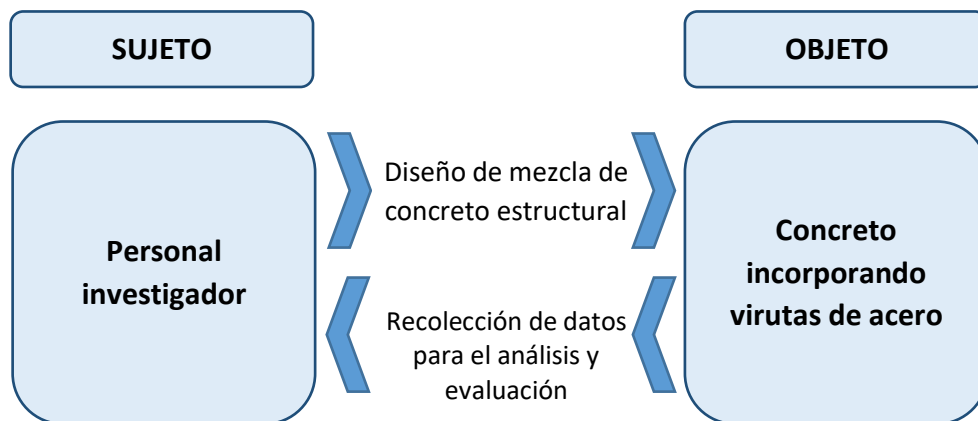 SUJETO
OBJETO
Personal
investigador
Diseño de mezcla de
concreto estructural
Recolección de datos
para el análisis y
evaluación
Concreto
incorporando
virutas de acero